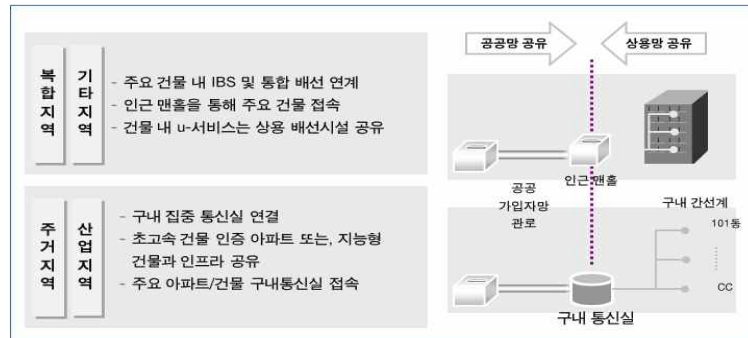 복합지역
기타지역
- 주요 건물 내 IBS 및 통합 배선 연계
- 인근 맨홀을 통해 주요 건물 접속
- 건물 내 u-서비스는 상용 배선시설 공유
주거지역
산업지역
- 구내 집중 통신실 연결
- 초고속 건물 인증 아파트 또는, 지능형
건물과 인프라 공유
- 주요 아파트/건물 구내통신실 접속
공공망 공유
상용망 공유
인근 맨홀
공공
가입자망
관로
구내 간선계
101동
CC
구내 통신실